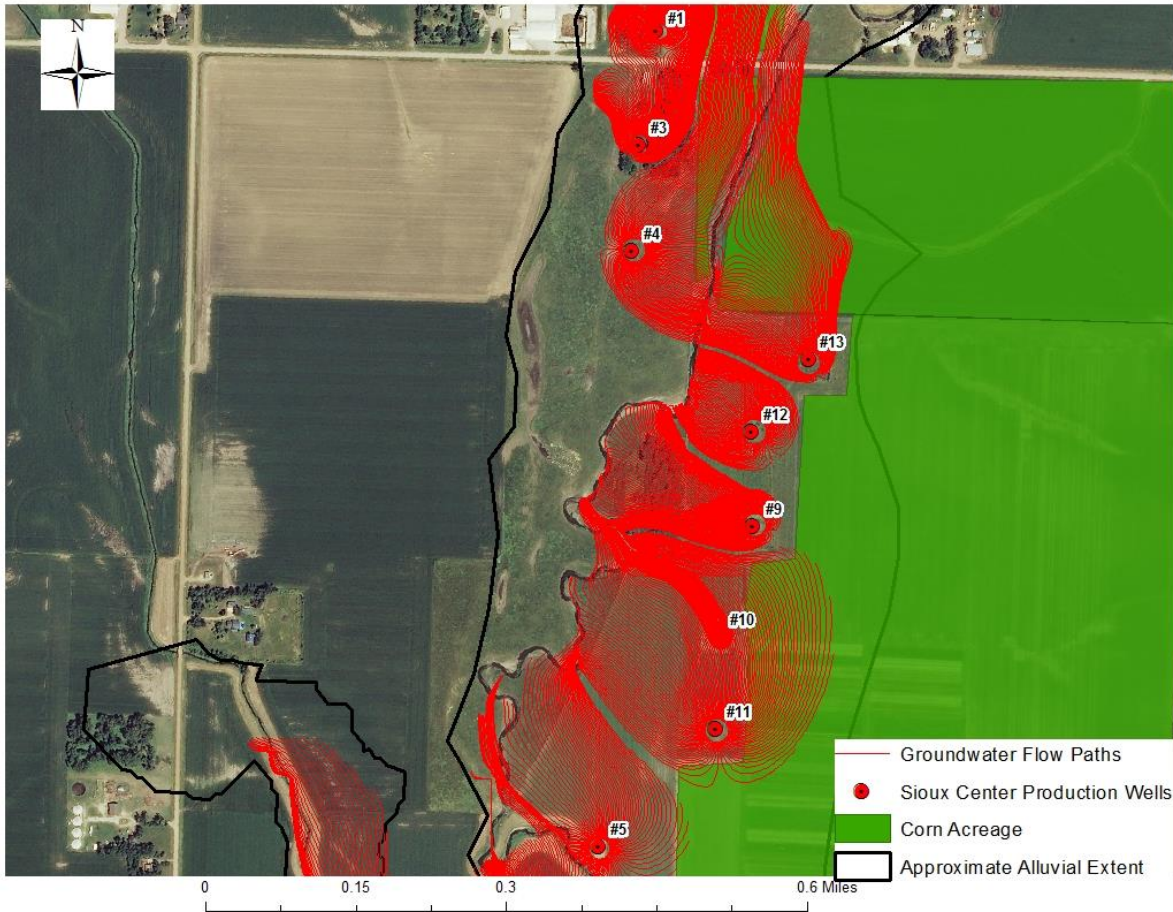 N
#1
#3
#4
#13
#12
#9
#10
#11
#5
Groundwater Flow Paths
Sioux Center Production Wells
Corn Acreage
Approximate Alluvial Extent
0 0.15 0.3 0.6 Miles